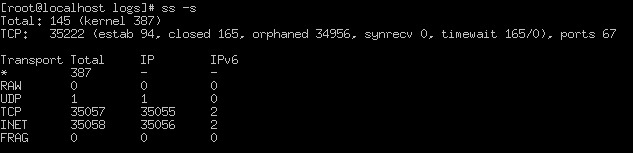 [root@localhost logs]# ss -s
Total: 145 (kernel 387)
TCP:   35222 (estab 94, closed 165, orphaned 34956, synrecv 0, timewait 165/0), ports 67

Transport Total     IP        IPv6
*         387       -         -
RAW       0         0         0
UDP       1         1         0
TCP       35057     35055     2
INET      35058     35056     2
FRAG      0         0         0